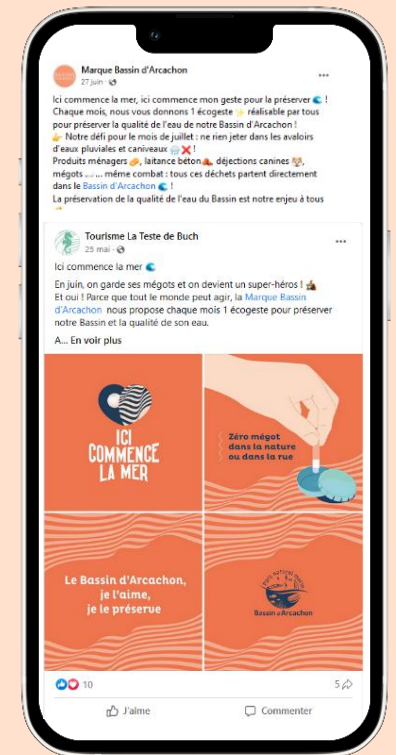 Marque Bassin d'Arcachon
27 juin
Ici commence la mer, ici commence mon geste pour la préserver 🌊 !
Chaque mois, nous vous donnons 1 écogeste ✨ réalisable par tous
pour préserver la qualité de l'eau de notre Bassin d'Arcachon !
👉 Notre défi pour le mois de juillet : ne rien jeter dans les avaloirs
d'eaux pluviales et caniveaux 🌧️❌ !
Produits ménagers 🧽, laitance béton, déjections canines,
mégots 🚬... même combat : tous ces déchets partent directement
dans le Bassin d'Arcachon 🌊 !
La préservation de la qualité de l'eau du Bassin est notre enjeu à tous
Tourisme La Teste de Buch
25 mai
Ici commence la mer 🌊
En juin, on garde ses mégots et on devient un super-héros !
Et oui ! Parce que tout le monde peut agir, la Marque Bassin
d'Arcachon nous propose chaque mois 1 écogeste pour préserver
notre Bassin et la qualité de son eau.
A... En voir plus
ICI
COMMENCE
LA MER
Zéro mégot
dans la nature
ou dans la rue
Le Bassin d'Arcachon,
je l'aime,
je le préserve
Parc naturel marin
Bassin d'Arcachon
10
5
J'aime
Commenter